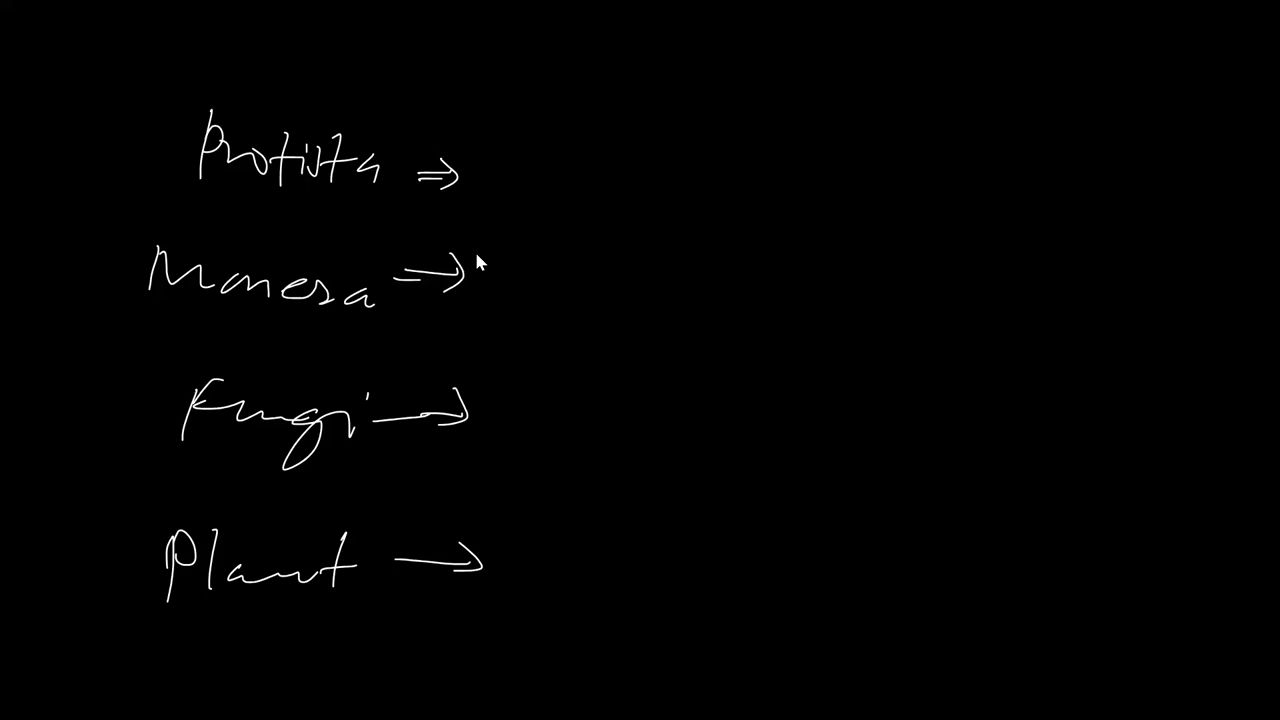 Protista ⇒
Monera →
Fungi →
Plant →